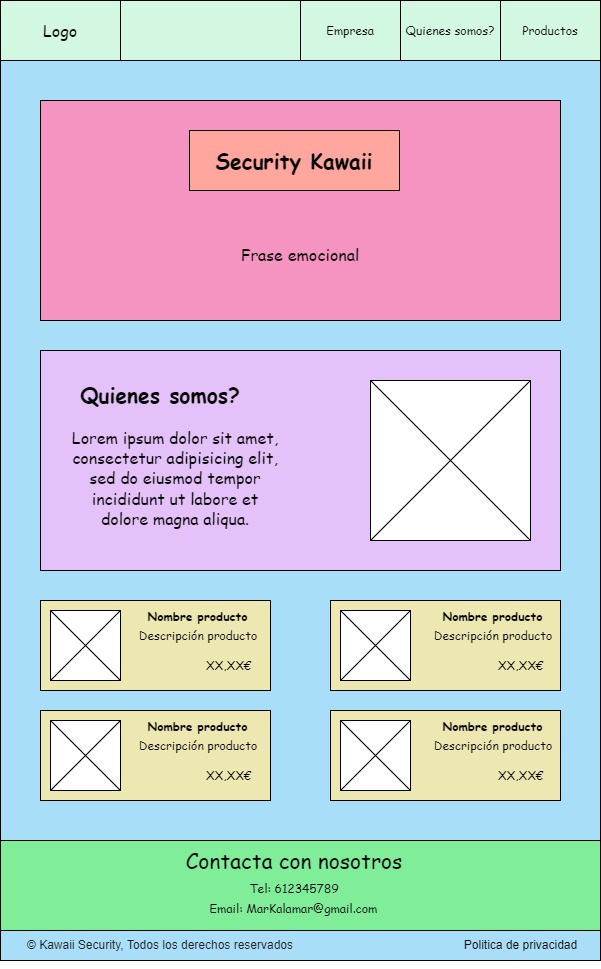 Logo
Empresa
Quienes somos?
Productos
Security Kawaii
Frase emocional
Quienes somos?
Lorem ipsum dolor sit amet,
consectetur adipisicing elit,
sed do eiusmod tempor
incididunt ut labore et
dolore magna aliqua.
Nombre producto
Descripción producto
XX,XX€
Nombre producto
Descripción producto
XX,XX€
Nombre producto
Descripción producto
XX,XX€
Nombre producto
Descripción producto
XX,XX€
Contacta con nosotros
Tel: 612345789
Email: MarKalamar@gmail.com
© Kawaii Security, Todos los derechos reservados
Politica de privacidad